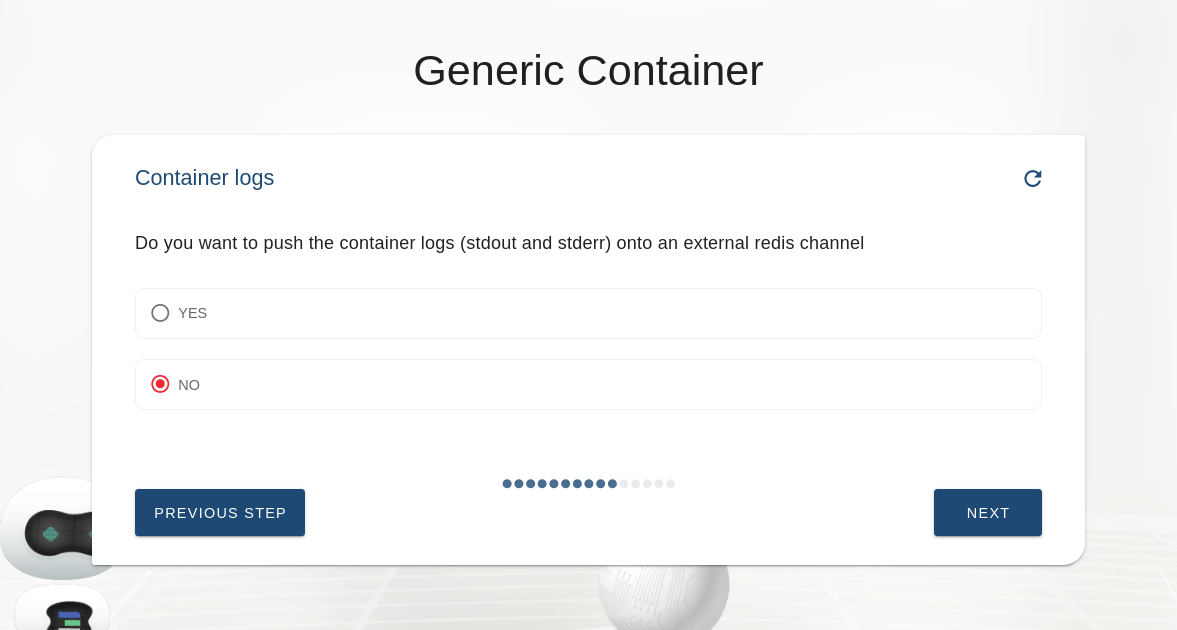 Generic Container
Container logs
Do you want to push the container logs (stdout and stderr) onto an external redis channel
YES
NO
PREVIOUS STEP
NEXT